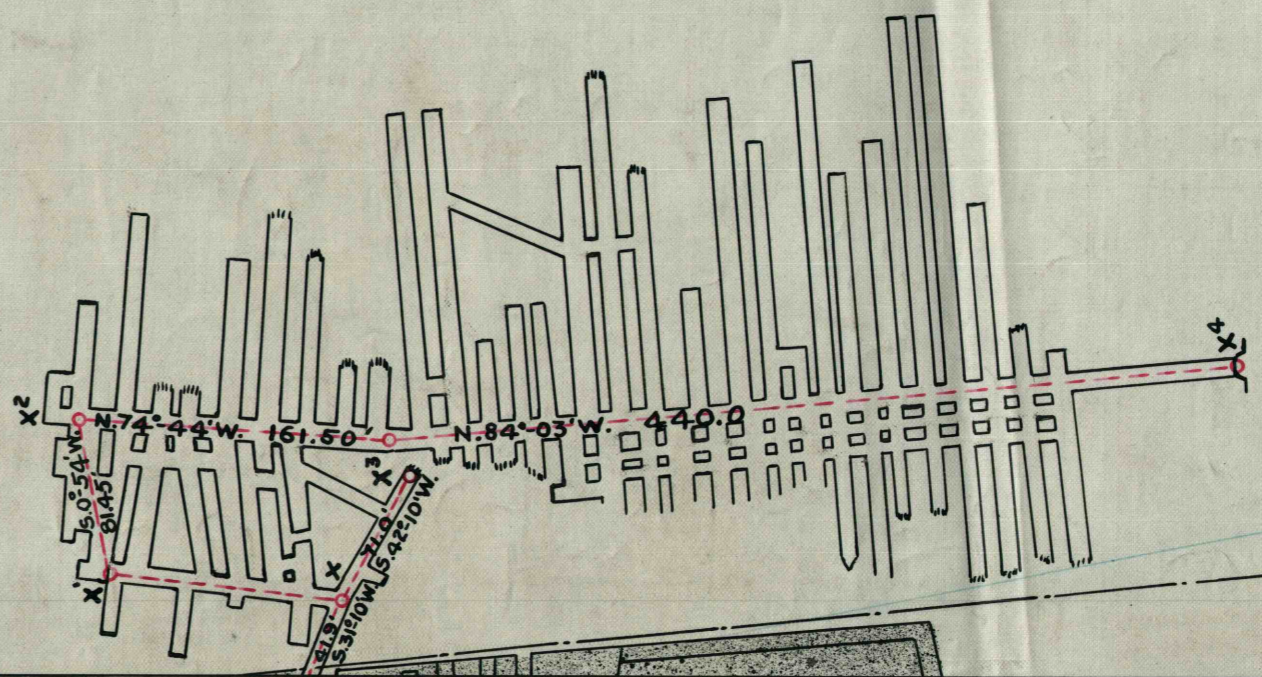 X²
N.74°-44'W. 161.50'
N.84°-03'W. 440.0
X⁴
S.0°-54'W.
81.45'
X³
71.0'
S.42°-10'W.
X'
X
41.9'
S.31°-10'W.